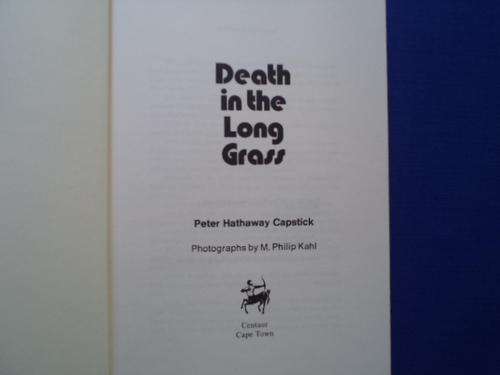 Death
in the
Long
Grass
Peter Hathaway Capstick
Photographs by M. Philip Kahl
Centaur
Cape Town